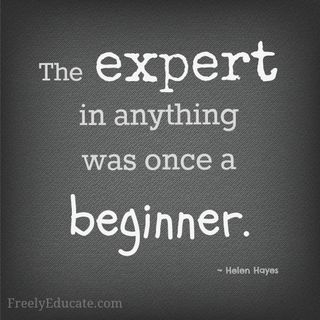 The expert
in anything
was once a
beginner.
~ Helen Hayes
FreelyEducate.com